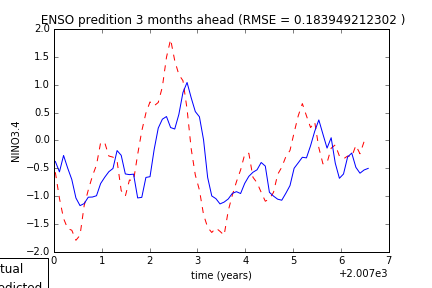 ENSO predition 3 months ahead (RMSE = 0.183949212302 )
2.0
1.5
1.0
0.5
0.0
−0.5
−1.0
−1.5
−2.0
NINO3.4
0 1 2 3 4 5 6 7
time (years)
+2.007e3
tual
edicted